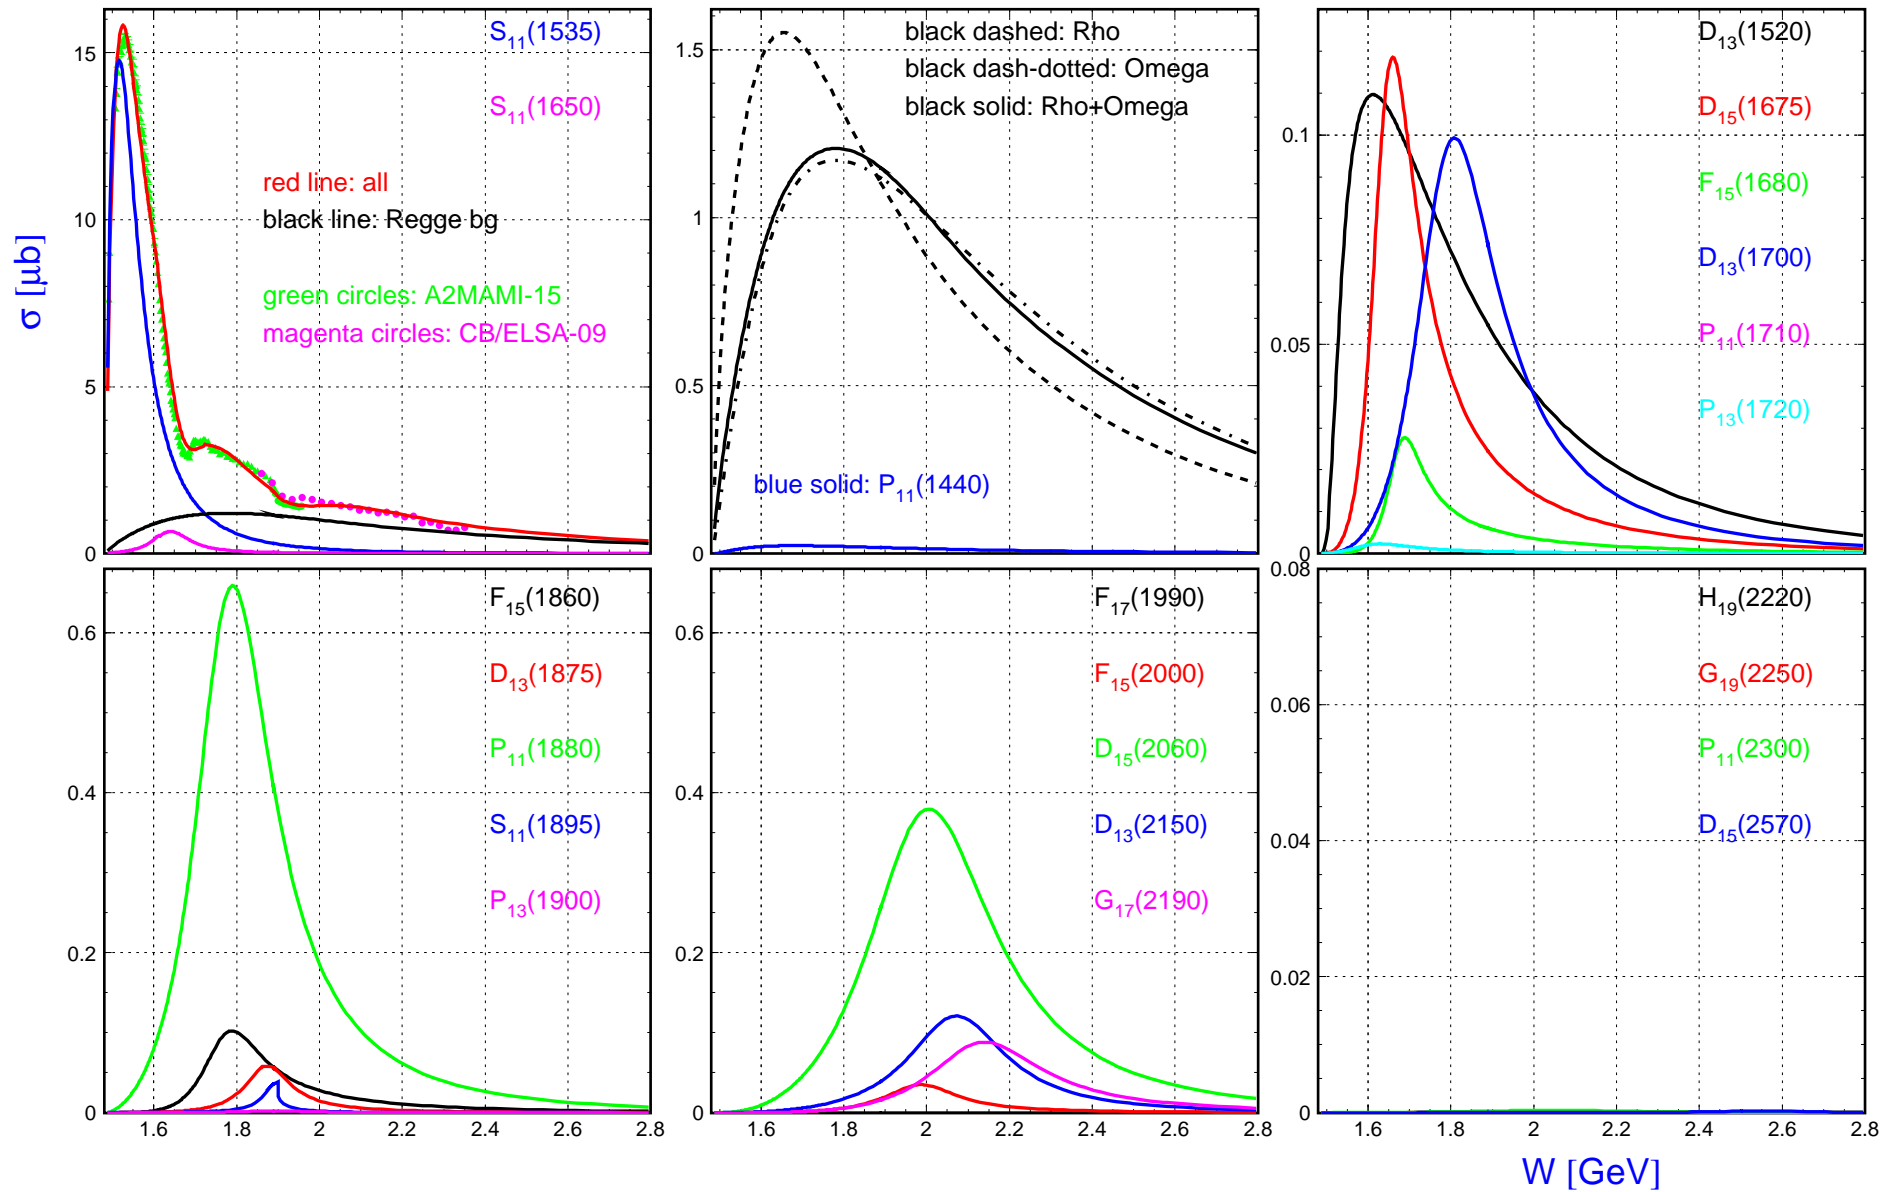 σ [μb]
15
10
5
0
S11(1535)
S11(1650)
red line: all
black line: Regge bg
green circles: A2MAMI-15
magenta circles: CB/ELSA-09
1.5
1
0.5
0
black dashed: Rho
black dash-dotted: Omega
black solid: Rho+Omega
blue solid: P11(1440)
0.1
0.05
0
D13(1520)
D15(1675)
F15(1680)
D13(1700)
P11(1710)
P13(1720)
0.6
0.4
0.2
0
F15(1860)
D13(1875)
P11(1880)
S11(1895)
P13(1900)
1.6 1.8 2 2.2 2.4 2.6 2.8
0.6
0.4
0.2
0
F17(1990)
F15(2000)
D15(2060)
D13(2150)
G17(2190)
1.6 1.8 2 2.2 2.4 2.6 2.8
0.08
0.06
0.04
0.02
0
H19(2220)
G19(2250)
P11(2300)
D15(2570)
1.6 1.8 2 2.2 2.4 2.6 2.8
W [GeV]